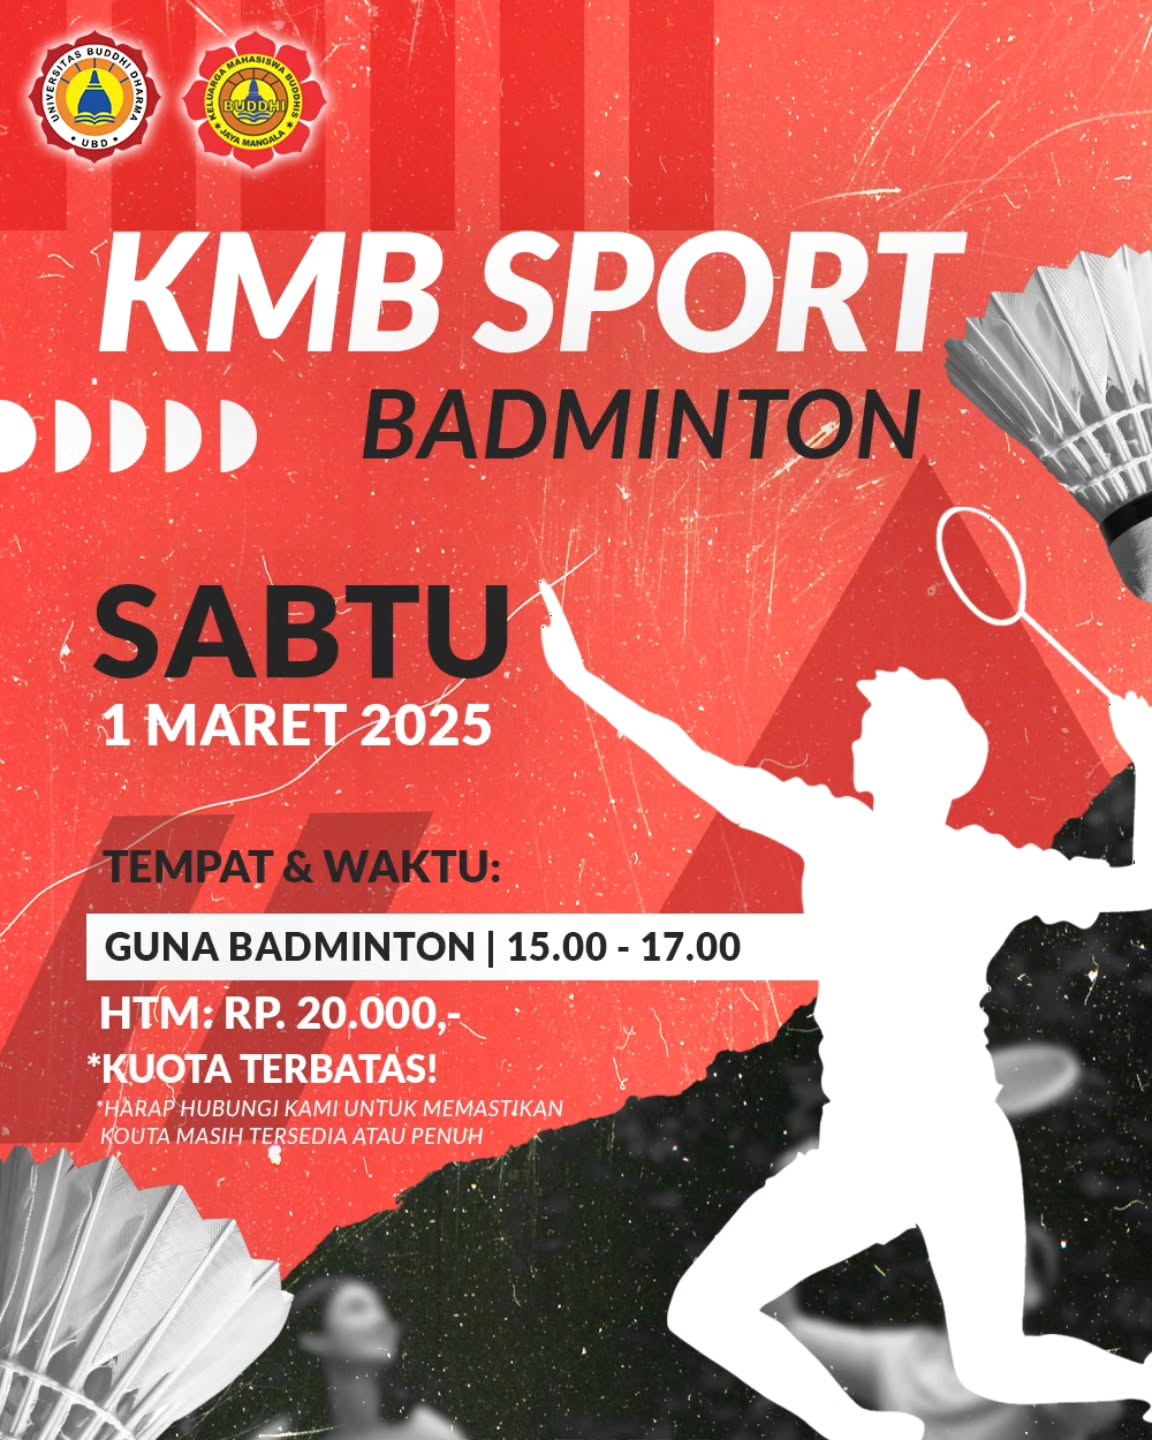 UNIVERSITAS BUDDHI DHARMA
• UBD •
KELUARGA MAHASISWA BUDDHIS
BUDDHI
JAYA MANGALA
KMB SPORT
BADMINTON
SABTU
1 MARET 2025
TEMPAT & WAKTU:
GUNA BADMINTON | 15.00 - 17.00
HTM: RP. 20.000,-
*KUOTA TERBATAS!
*HARAP HUBUNGI KAMI UNTUK MEMASTIKAN
KOUTA MASIH TERSEDIA ATAU PENUH